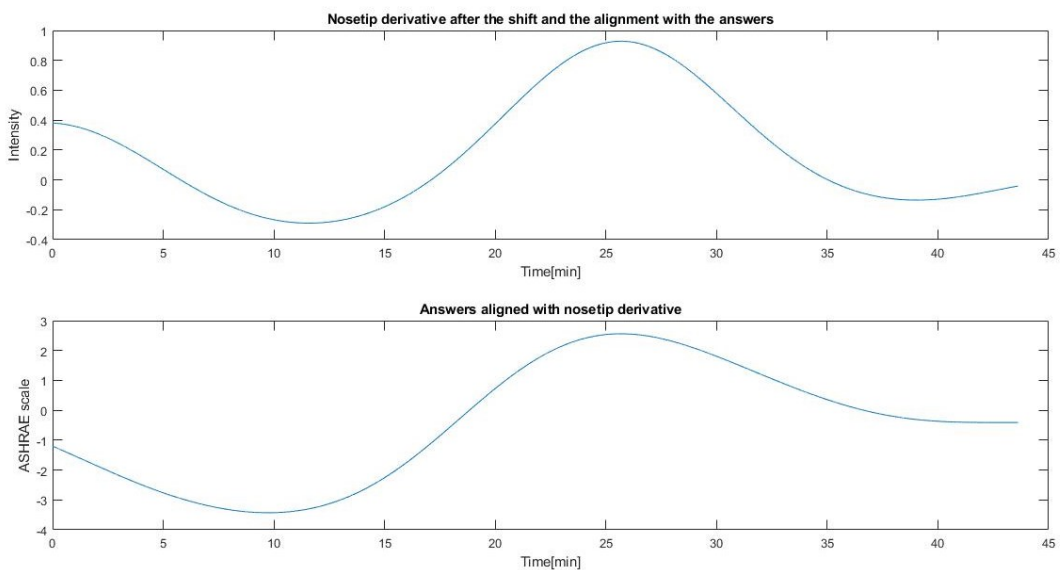 Nosetip derivative after the shift and the alignment with the answers
1
0.8
0.6
0.4
0.2
0
-0.2
-0.4
Intensity
0 5 10 15 20 25 30 35 40 45
Time[min]
Answers aligned with nosetip derivative
3
2
1
0
-1
-2
-3
-4
ASHRAE scale
0 5 10 15 20 25 30 35 40 45
Time[min]